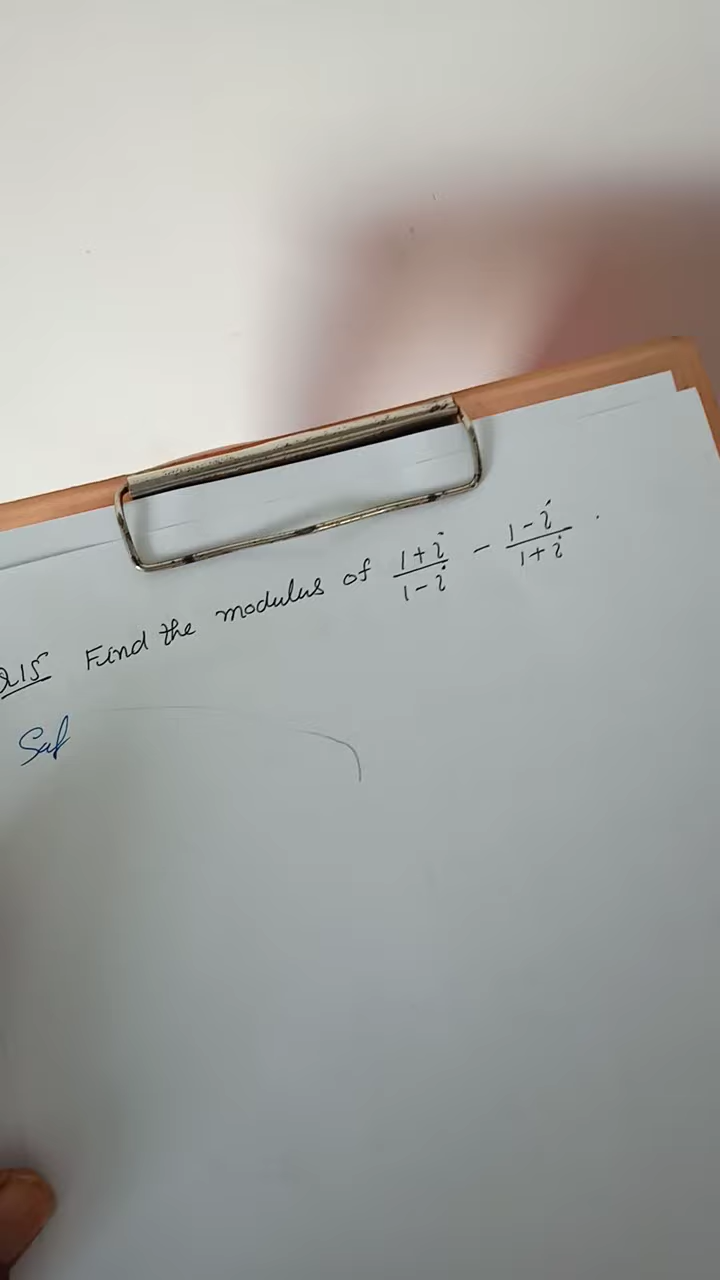 Q15 Find the modulus of (1+i)/(1-i) - (1-i)/(1+i) .
Sol